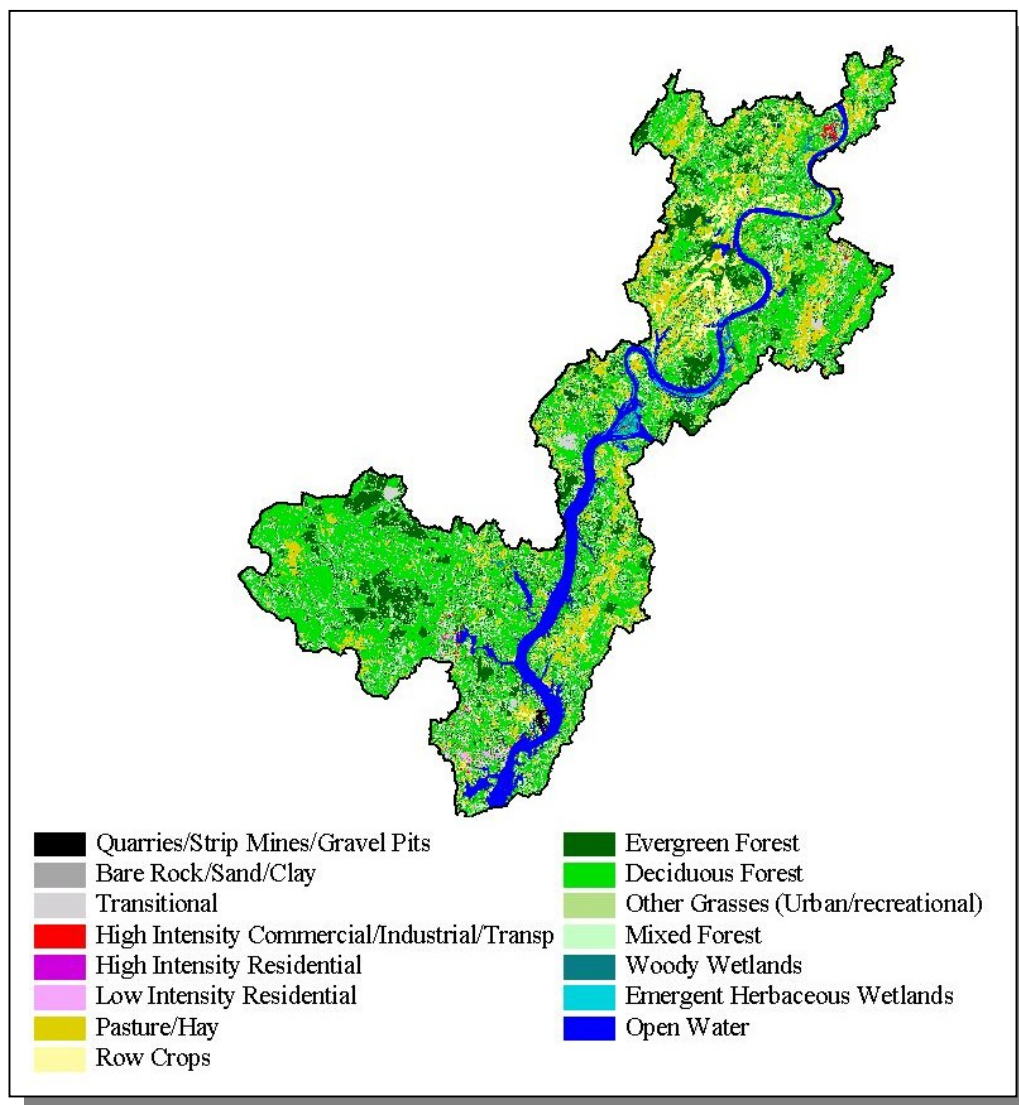 Quarries/Strip Mines/Gravel Pits
Bare Rock/Sand/Clay
Transitional
High Intensity Commercial/Industrial/Transp
High Intensity Residential
Low Intensity Residential
Pasture/Hay
Row Crops
Evergreen Forest
Deciduous Forest
Other Grasses (Urban/recreational)
Mixed Forest
Woody Wetlands
Emergent Herbaceous Wetlands
Open Water